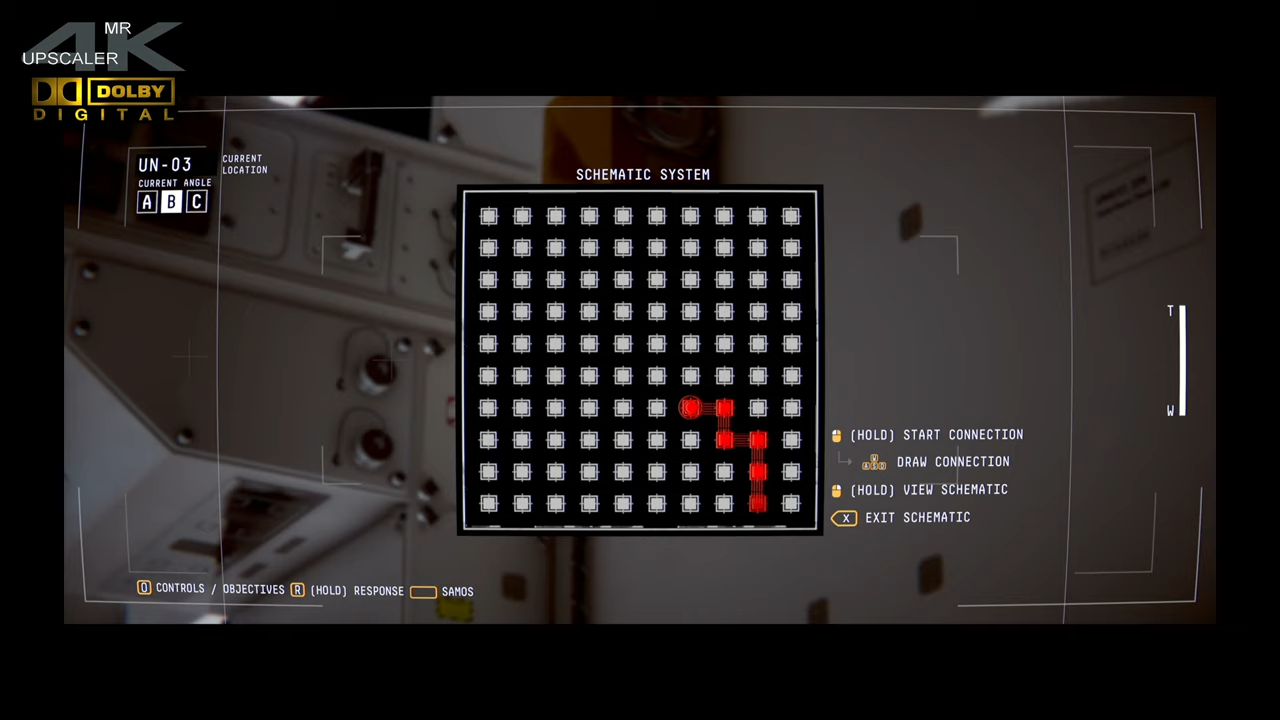 4K
MR
UPSCALER
DOLBY
DIGITAL
UN-03
CURRENT
LOCATION
CURRENT ANGLE
A B C
SCHEMATIC SYSTEM
T
W
(HOLD) START CONNECTION
W
A S D
DRAW CONNECTION
(HOLD) VIEW SCHEMATIC
X EXIT SCHEMATIC
O CONTROLS / OBJECTIVES R (HOLD) RESPONSE SAMOS